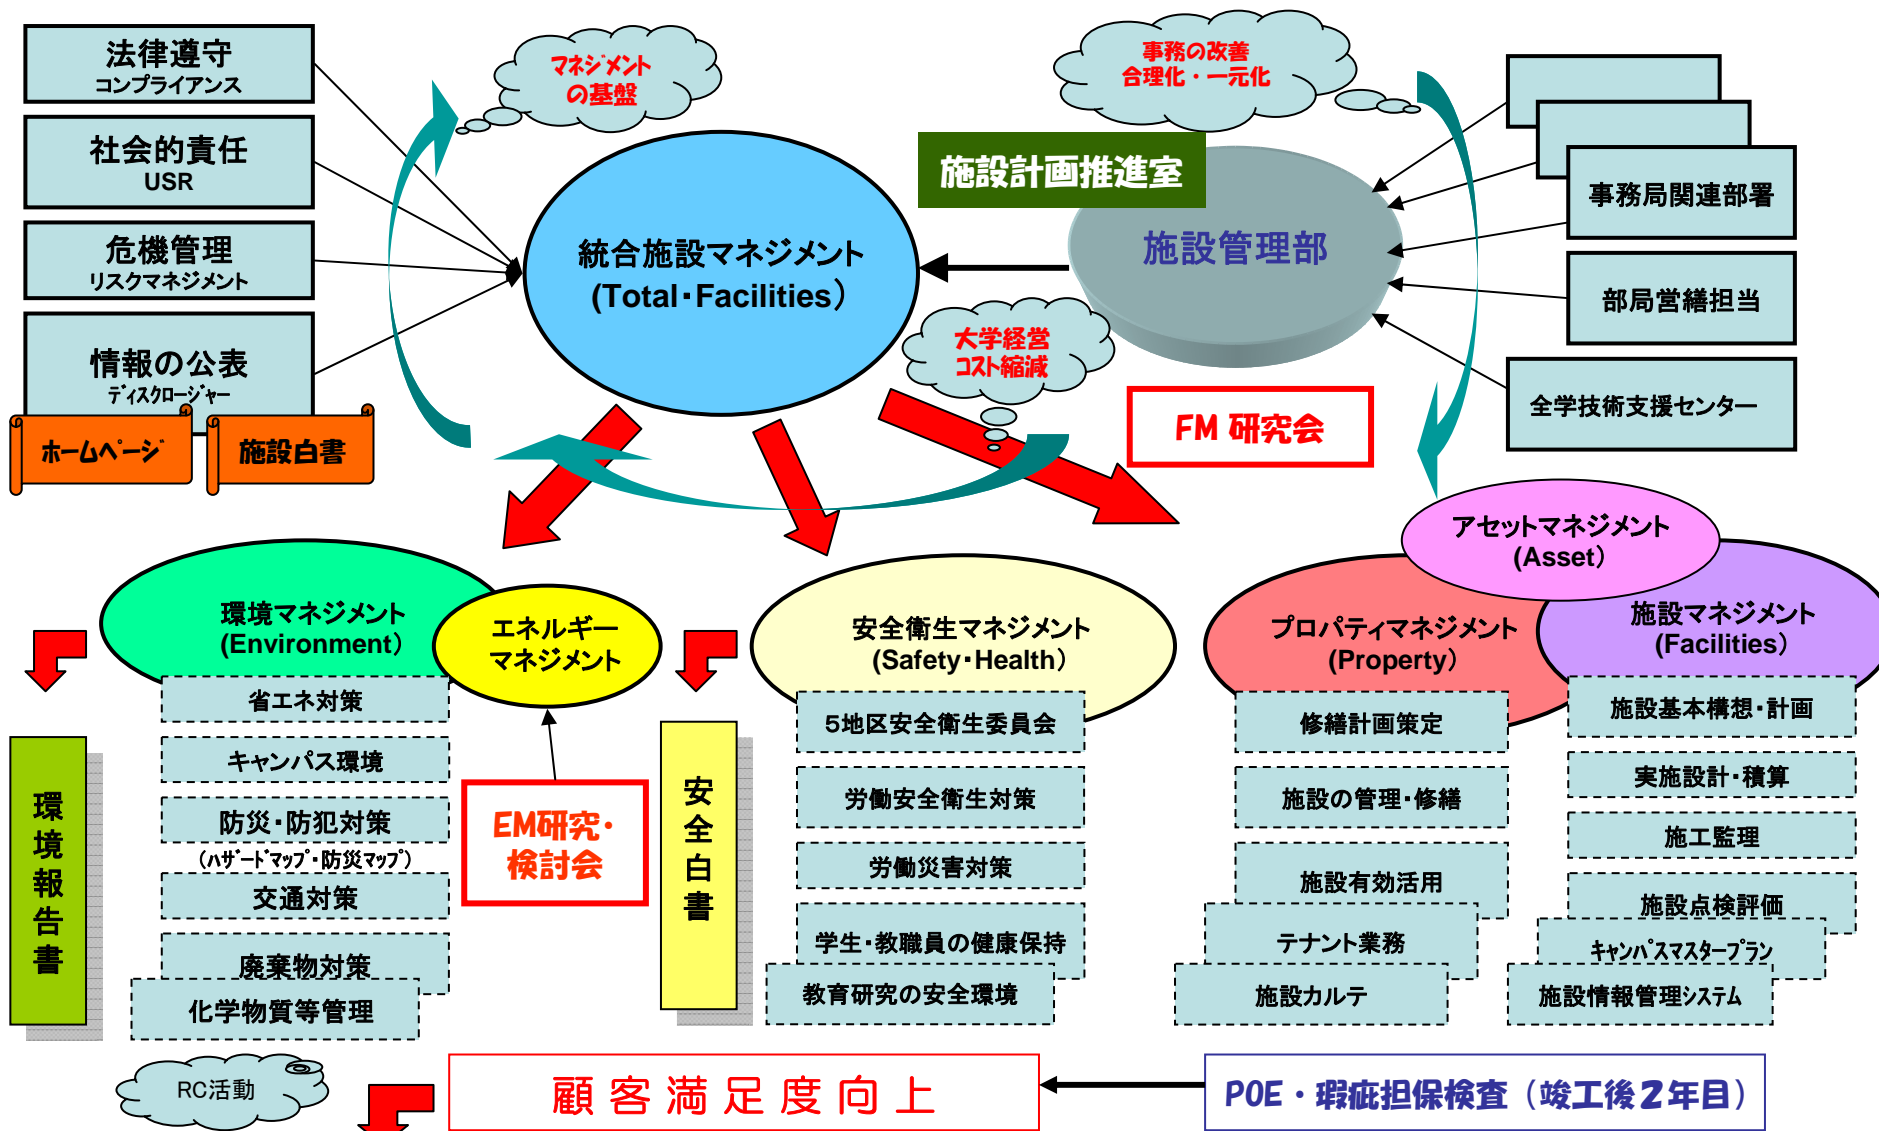 法律遵守
コンプライアンス
社会的責任
USR
危機管理
リスクマネジメント
情報の公表
ディスクロージャー
ホームページ
施設白書
マネジメント
の基盤
事務の改善
合理化・一元化
施設計画推進室
統合施設マネジメント
(Total・Facilities)
施設管理部
大学経営
コスト縮減
FM 研究会
事務局関連部署
部局営繕担当
全学技術支援センター
環境マネジメント
(Environment)
エネルギー
マネジメント
安全衛生マネジメント
(Safety・Health)
アセットマネジメント
(Asset)
プロパティマネジメント
(Property)
施設マネジメント
(Facilities)
環境報告書
省エネ対策
キャンパス環境
防災・防犯対策
(ハザードマップ・防災マップ)
交通対策
廃棄物対策
化学物質等管理
EM研究・
検討会
安全白書
5地区安全衛生委員会
労働安全衛生対策
労働災害対策
学生・教職員の健康保持
教育研究の安全環境
修繕計画策定
施設の管理・修繕
施設有効活用
テナント業務
施設カルテ
施設基本構想・計画
実施設計・積算
施工監理
施設点検評価
キャンパスマスタープラン
施設情報管理システム
RC活動
顧客満足度向上
POE・瑕疵担保検査（竣工後2年目）